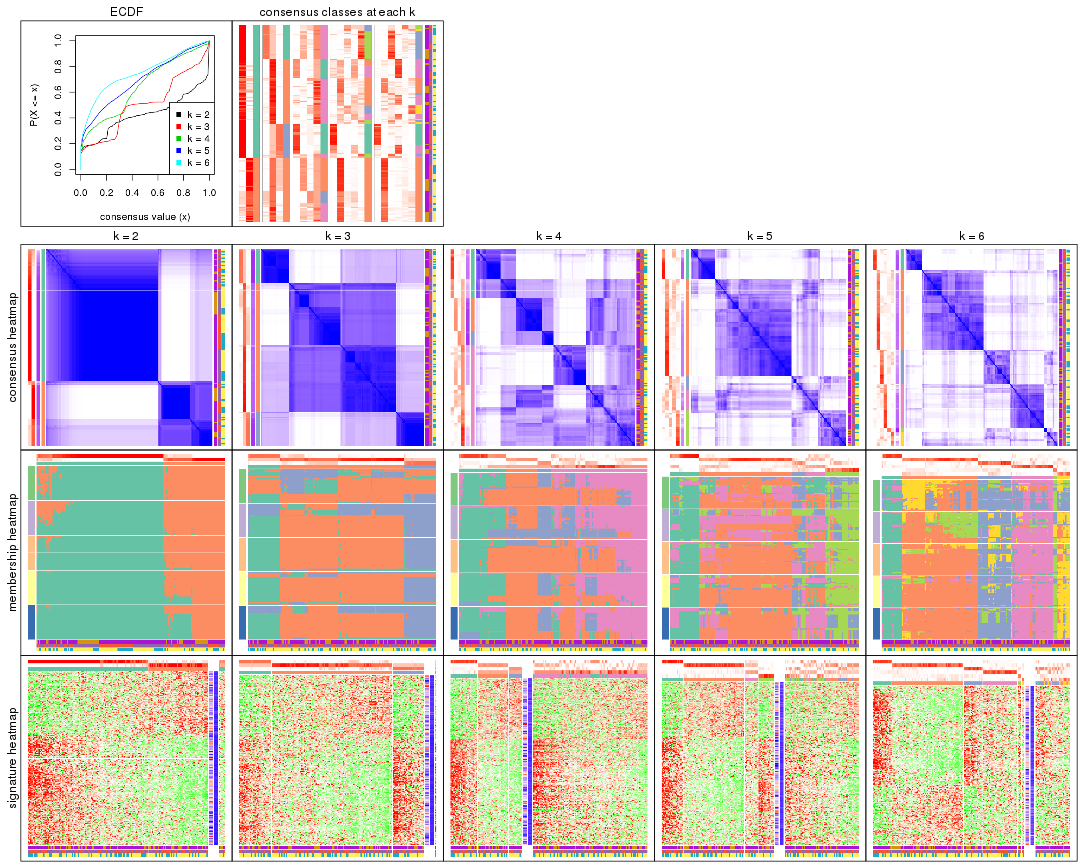 ECDF
consensus classes at each k
P(X <= x)
0.0 0.2 0.4 0.6 0.8 1.0
k = 2
k = 3
k = 4
k = 5
k = 6
0.0 0.2 0.4 0.6 0.8 1.0
consensus value (x)
k = 2
k = 3
k = 4
k = 5
k = 6
consensus heatmap
membership heatmap
signature heatmap